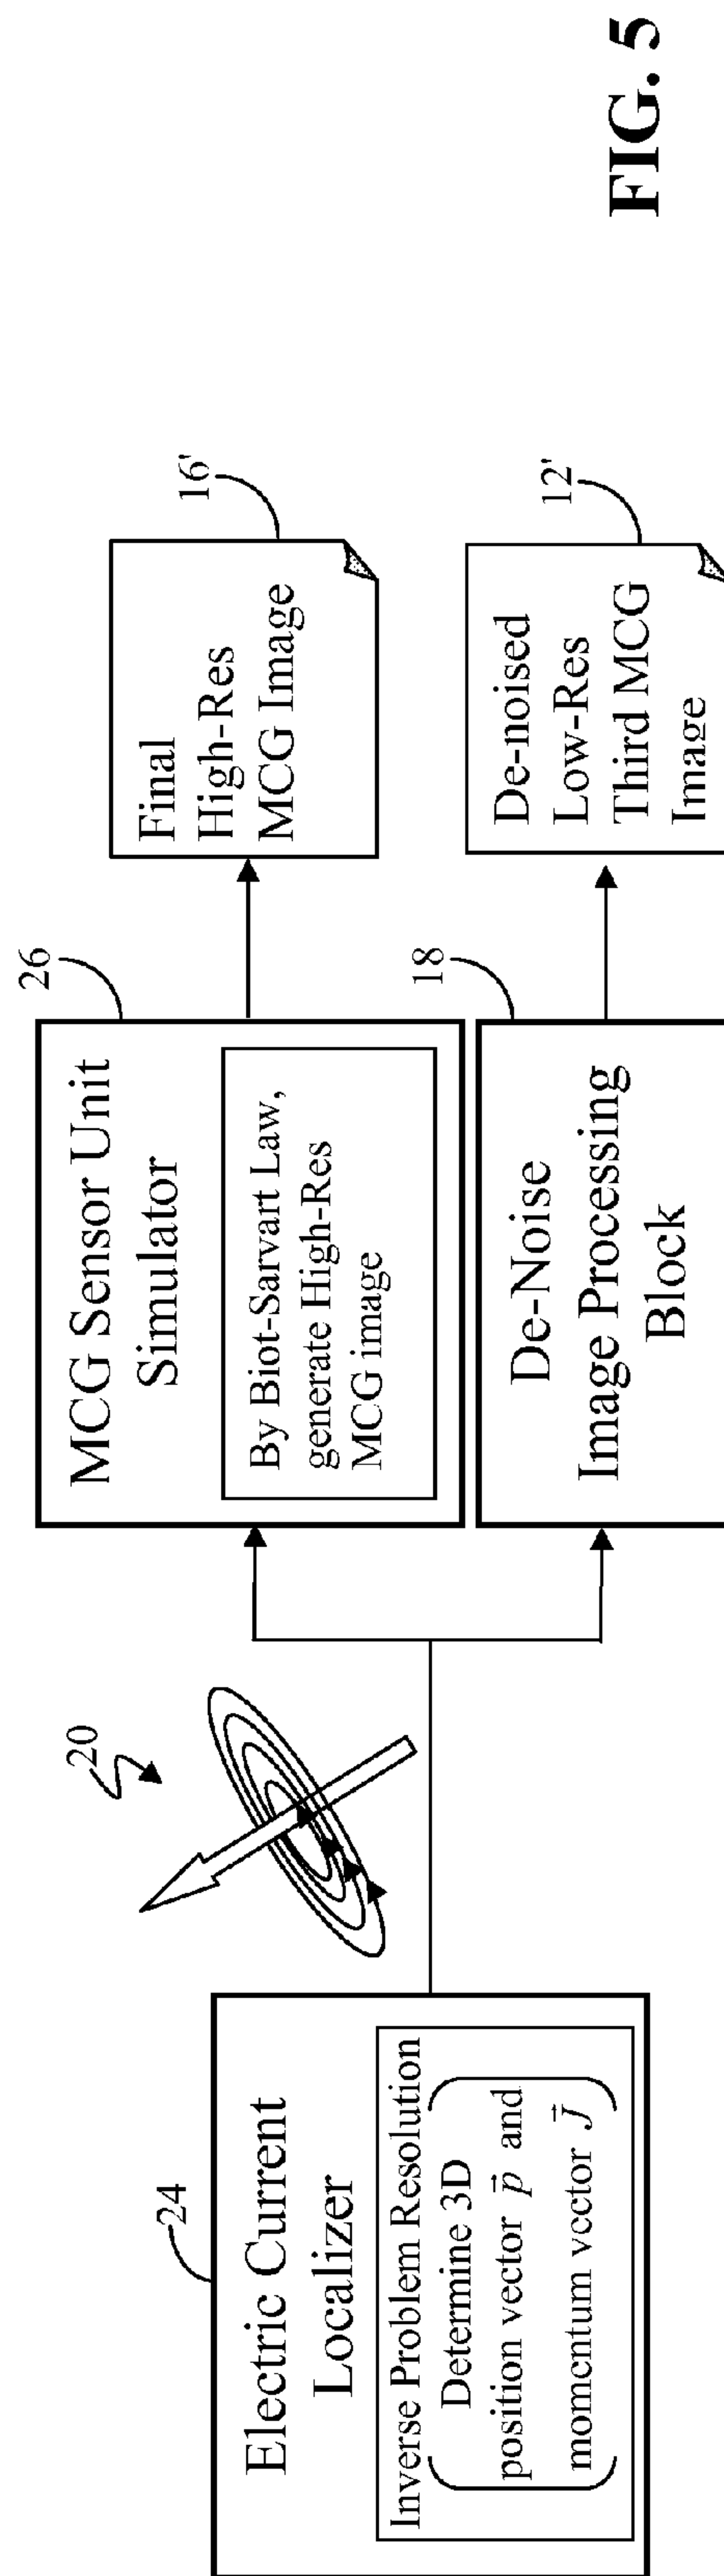 24
Electric Current
Localizer
Inverse Problem Resolution
Determine 3D
position vector p⃗ and
momentum vector J⃗
20
26
MCG Sensor Unit
Simulator
By Biot-Sarvart Law,
generate High-Res
MCG image
18
De-Noise
Image Processing
Block
16'
Final
High-Res
MCG Image
12'
De-noised
Low-Res
Third MCG
Image
FIG. 5